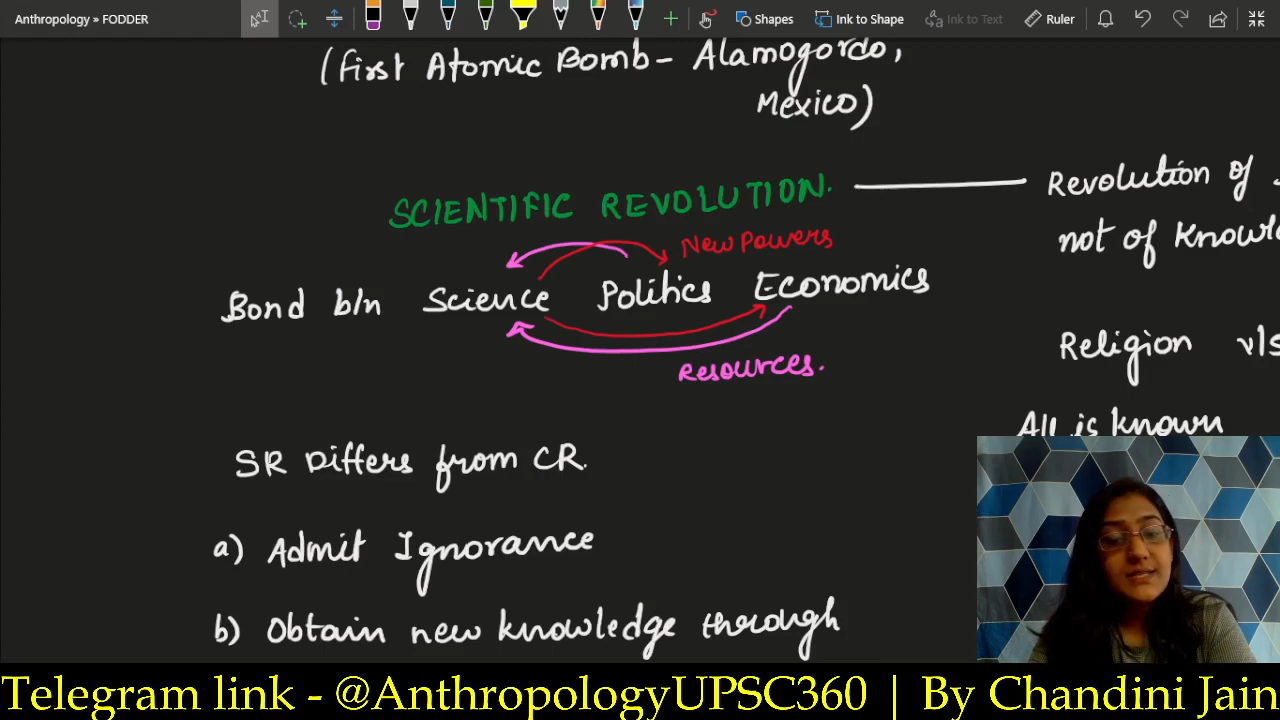 Anthropology » FODDER
Shapes
Ink to Shape
Ink to Text
Ruler
(First Atomic Bomb- Alamogordo,
Mexico)
SCIENTIFIC REVOLUTION.
Revolution of
not of Knowle
New Powers
Bond b/n Science Politics Economics
Resources.
Religion v/s
All is known
SR Differs from CR.
a) Admit Ignorance
b) Obtain new knowledge through
Telegram link - @AnthropologyUPSC360 | By Chandini Jain